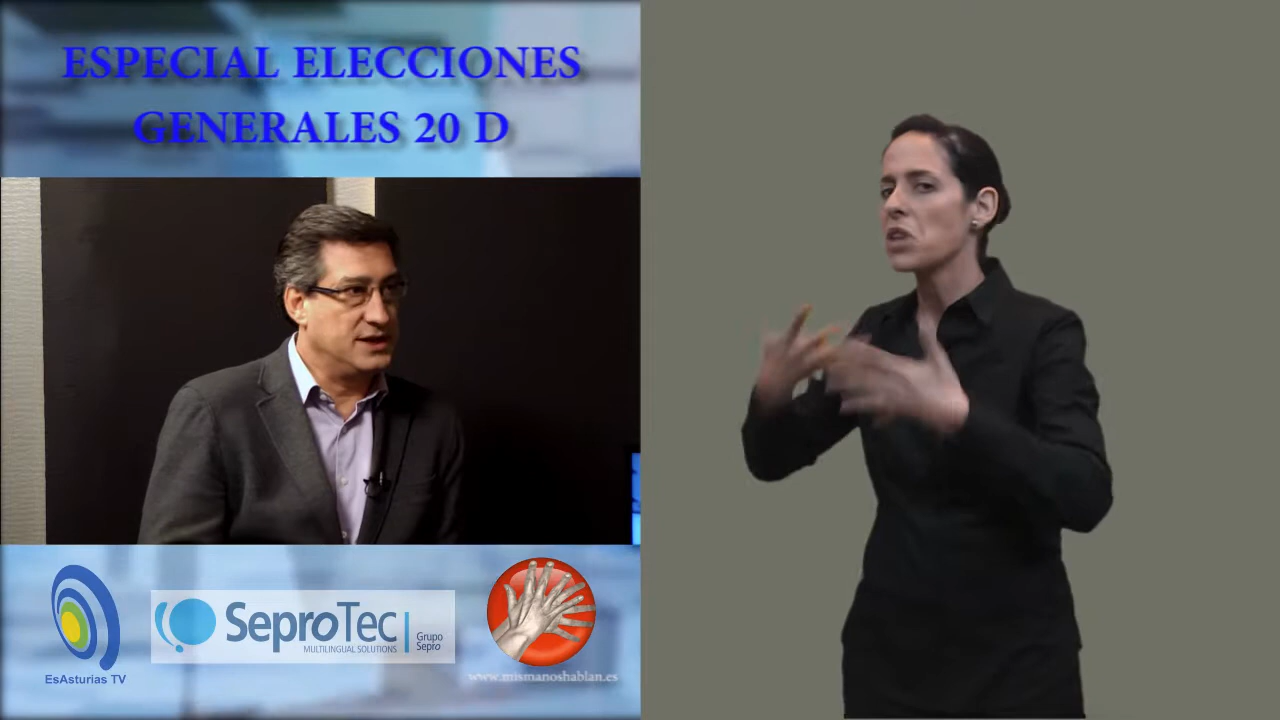 ESPECIAL ELECCIONES
GENERALES 20 D
EsAsturias TV
SeproTec
MULTILINGUAL SOLUTIONS
Grupo
Sepro
www.mismanoshablan.es